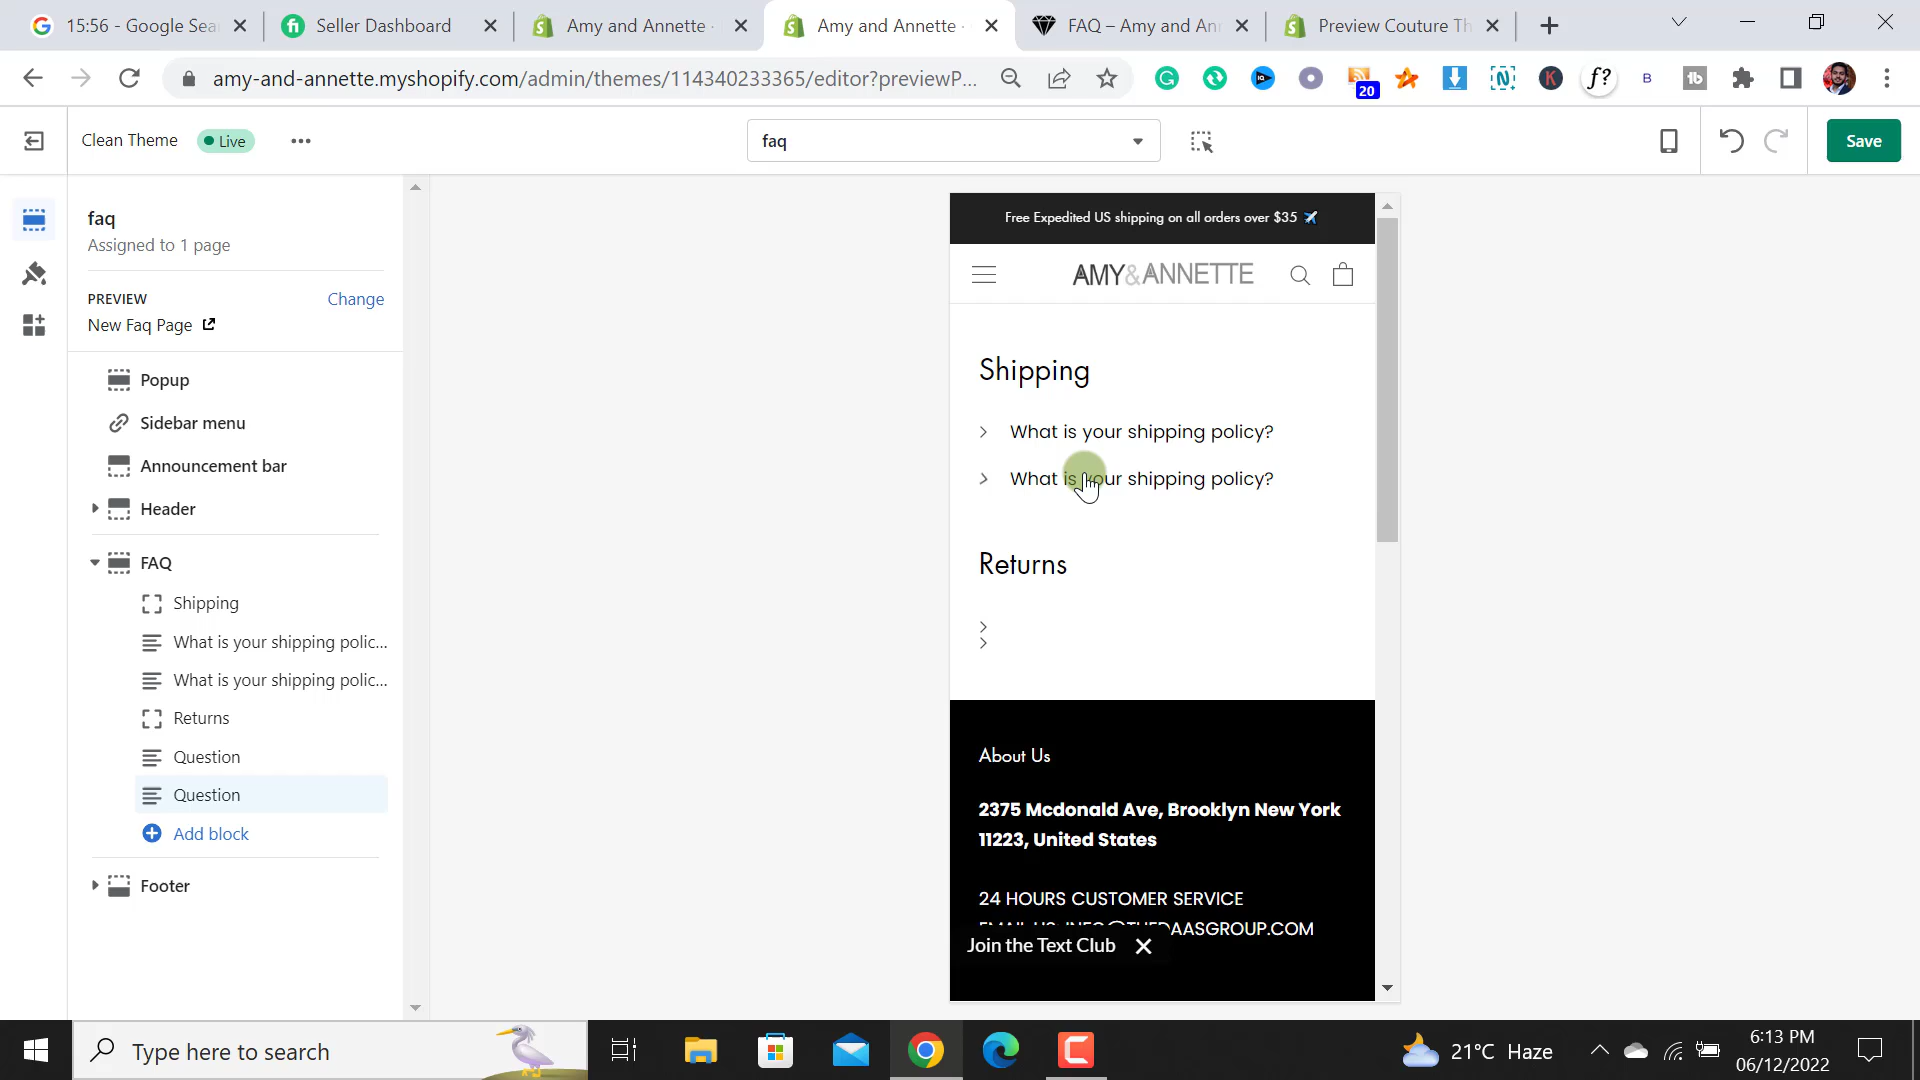 15:56 - Google Sea
Seller Dashboard
Amy and Annette ·
Amy and Annette ·
FAQ – Amy and An
Preview Couture Th
amy-and-annette.myshopify.com/admin/themes/114340233365/editor?previewP...
20
f?
B
Clean Theme
Live
faq
Save
faq
Assigned to 1 page
PREVIEW
Change
New Faq Page
Popup
Sidebar menu
Announcement bar
Header
FAQ
Shipping
What is your shipping polic...
What is your shipping polic...
Returns
Question
Question
Add block
Footer
Free Expedited US shipping on all orders over $35
AMY&ANNETTE
Shipping
What is your shipping policy?
What is your shipping policy?
Returns
About Us
2375 Mcdonald Ave, Brooklyn New York
11223, United States
24 HOURS CUSTOMER SERVICE
AASGROUP.COM
Join the Text Club
Type here to search
21°C Haze
6:13 PM
06/12/2022